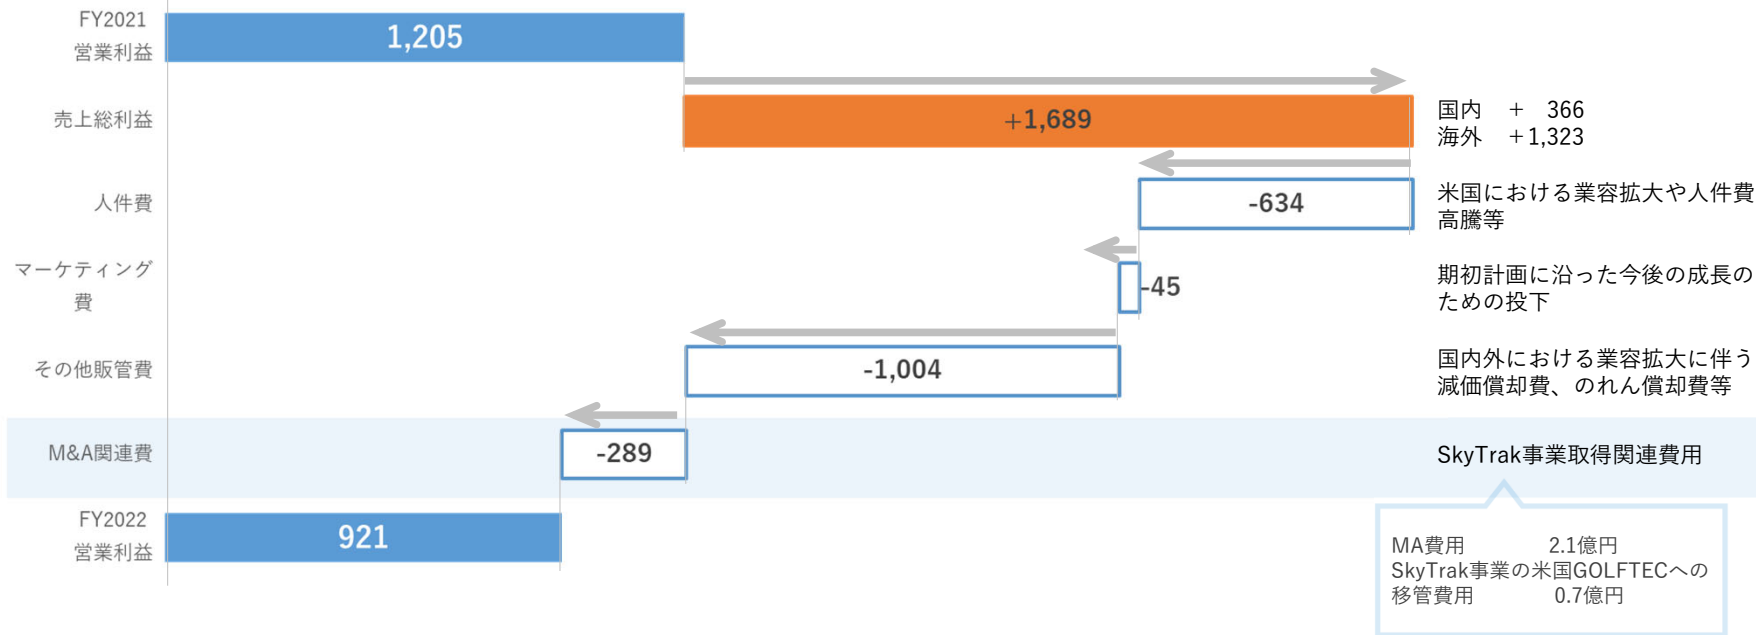 FY2021
営業利益
1,205
売上総利益
+1,689
国内　+　366
海外　+1,323
人件費
-634
米国における業容拡大や人件費
高騰等
マーケティング
費
-45
期初計画に沿った今後の成長の
ための投下
その他販管費
-1,004
国内外における業容拡大に伴う
減価償却費、のれん償却費等
M&A関連費
-289
SkyTrak事業取得関連費用
FY2022
営業利益
921
MA費用　2.1億円
SkyTrak事業の米国GOLFTECへの
移管費用　0.7億円